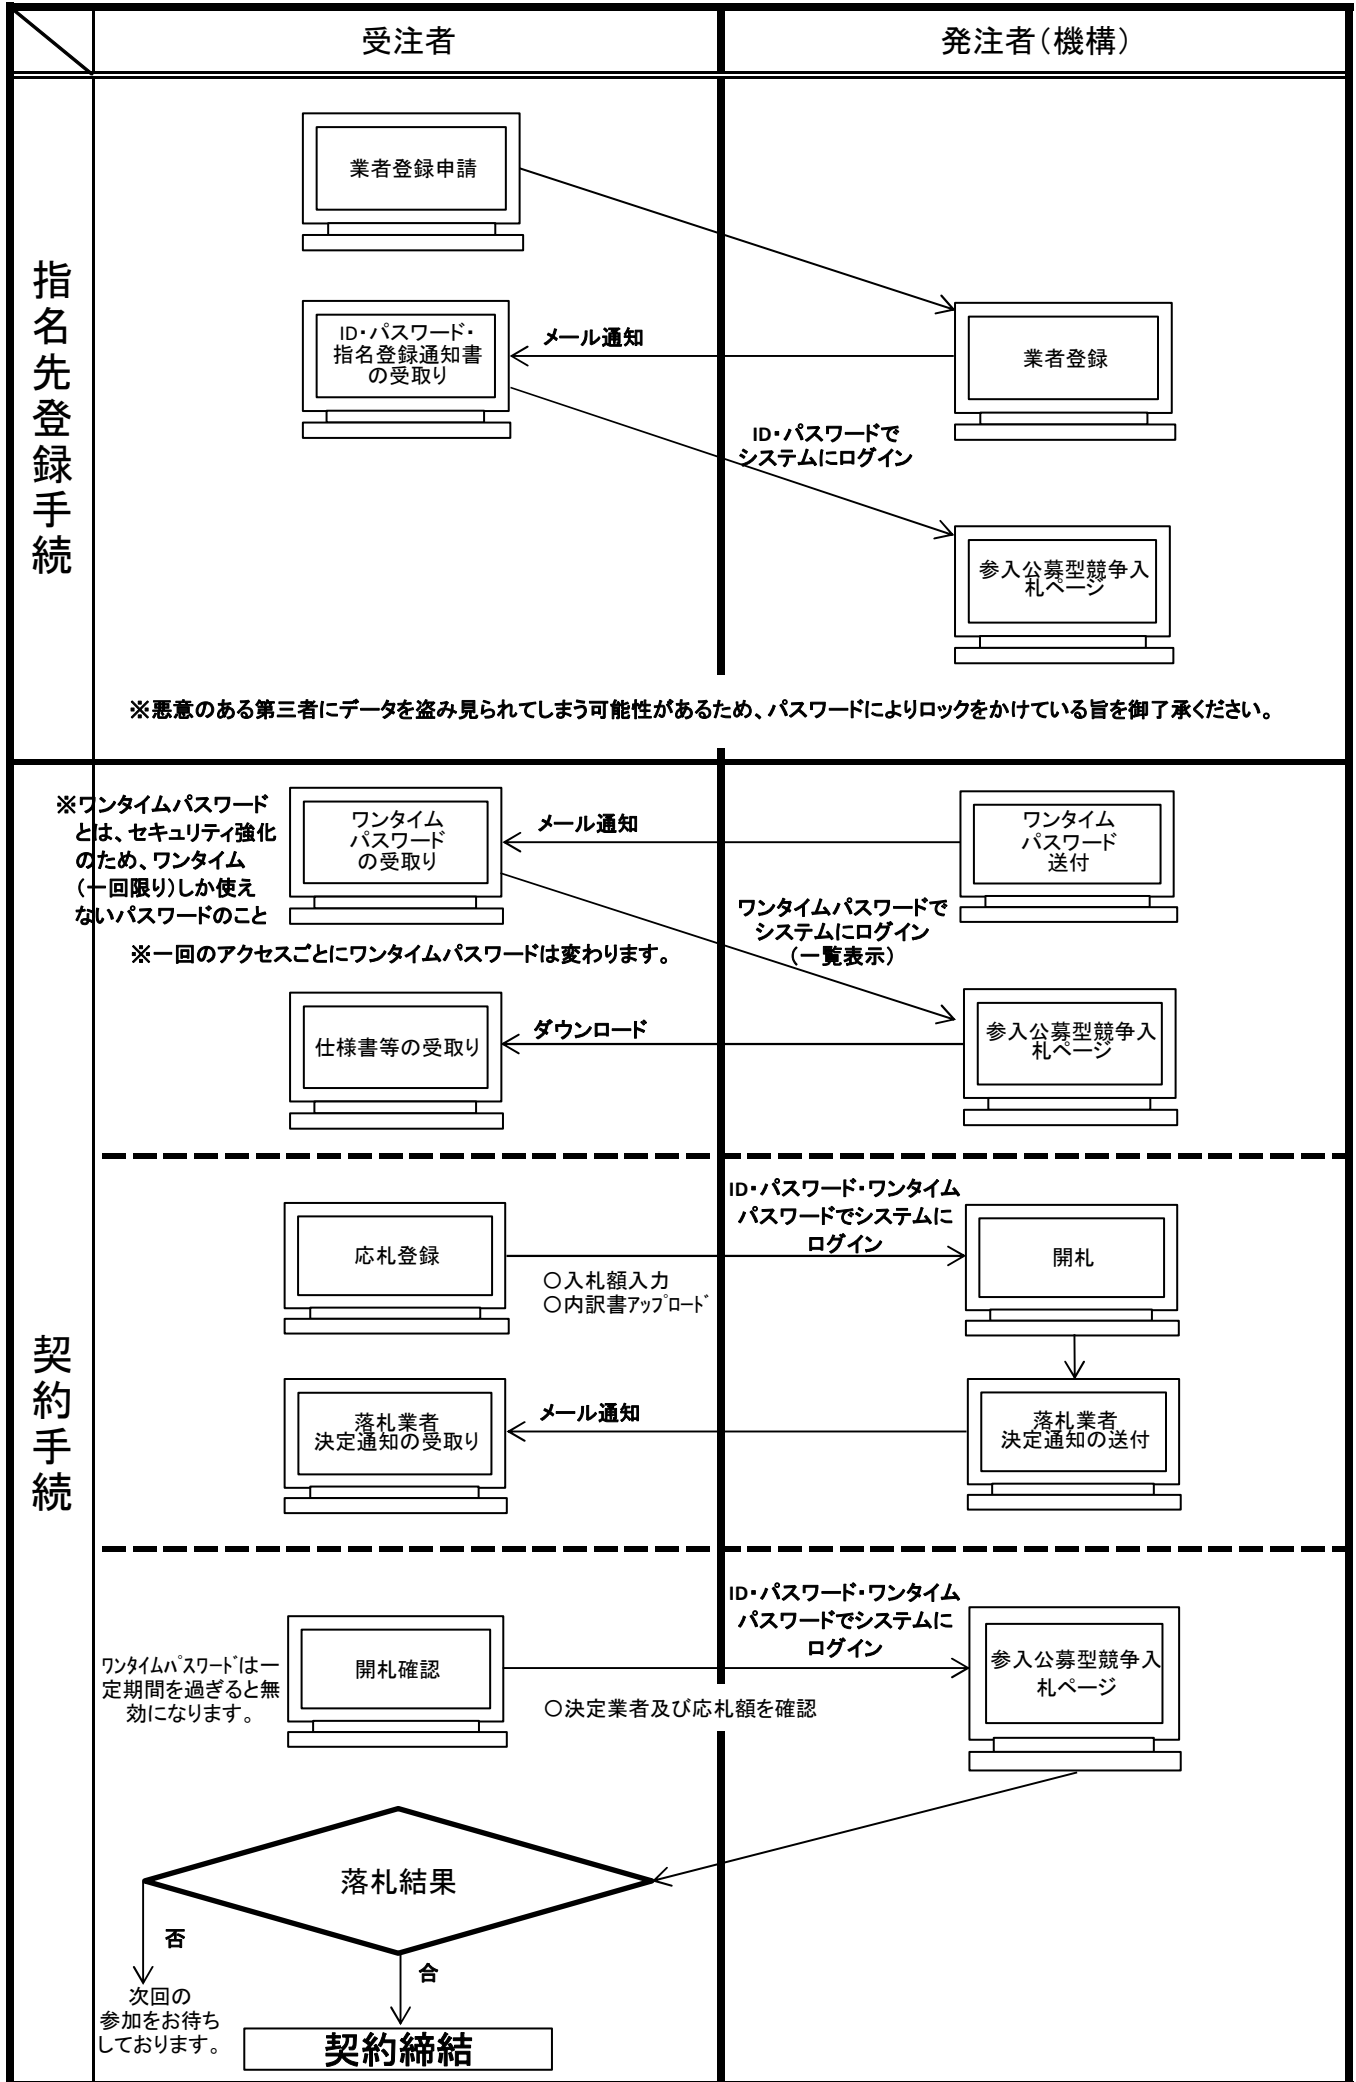 受注者
発注者（機構）
指名先登録手続
業者登録申請
ID・パスワード・
指名登録通知書
の受取り
メール通知
業者登録
ID・パスワードで
システムにログイン
参入公募型競争入
札ページ
※悪意のある第三者にデータを盗み見られてしまう可能性があるため、パスワードによりロックをかけている旨を御了承ください。
契約手続
※ワンタイムパスワード
とは、セキュリティ強化
のため、ワンタイム
（一回限り）しか使え
ないパスワードのこと
ワンタイム
パスワード
の受取り
メール通知
ワンタイム
パスワード
送付
ワンタイムパスワードで
システムにログイン
（一覧表示）
※一回のアクセスごとにワンタイムパスワードは変わります。
仕様書等の受取り
ダウンロード
参入公募型競争入
札ページ
ID・パスワード・ワンタイム
パスワードでシステムに
ログイン
応札登録
○入札額入力
○内訳書ｱｯﾌﾟﾛｰﾄﾞ
開札
落札業者
決定通知の受取り
メール通知
落札業者
決定通知の送付
ID・パスワード・ワンタイム
パスワードでシステムに
ログイン
ﾜﾝﾀｲﾑﾊﾟｽﾜｰﾄﾞは一
定期間を過ぎると無
効になります。
開札確認
○決定業者及び応札額を確認
参入公募型競争入
札ページ
落札結果
否
合
次回の
参加をお待ち
しております。
契約締結